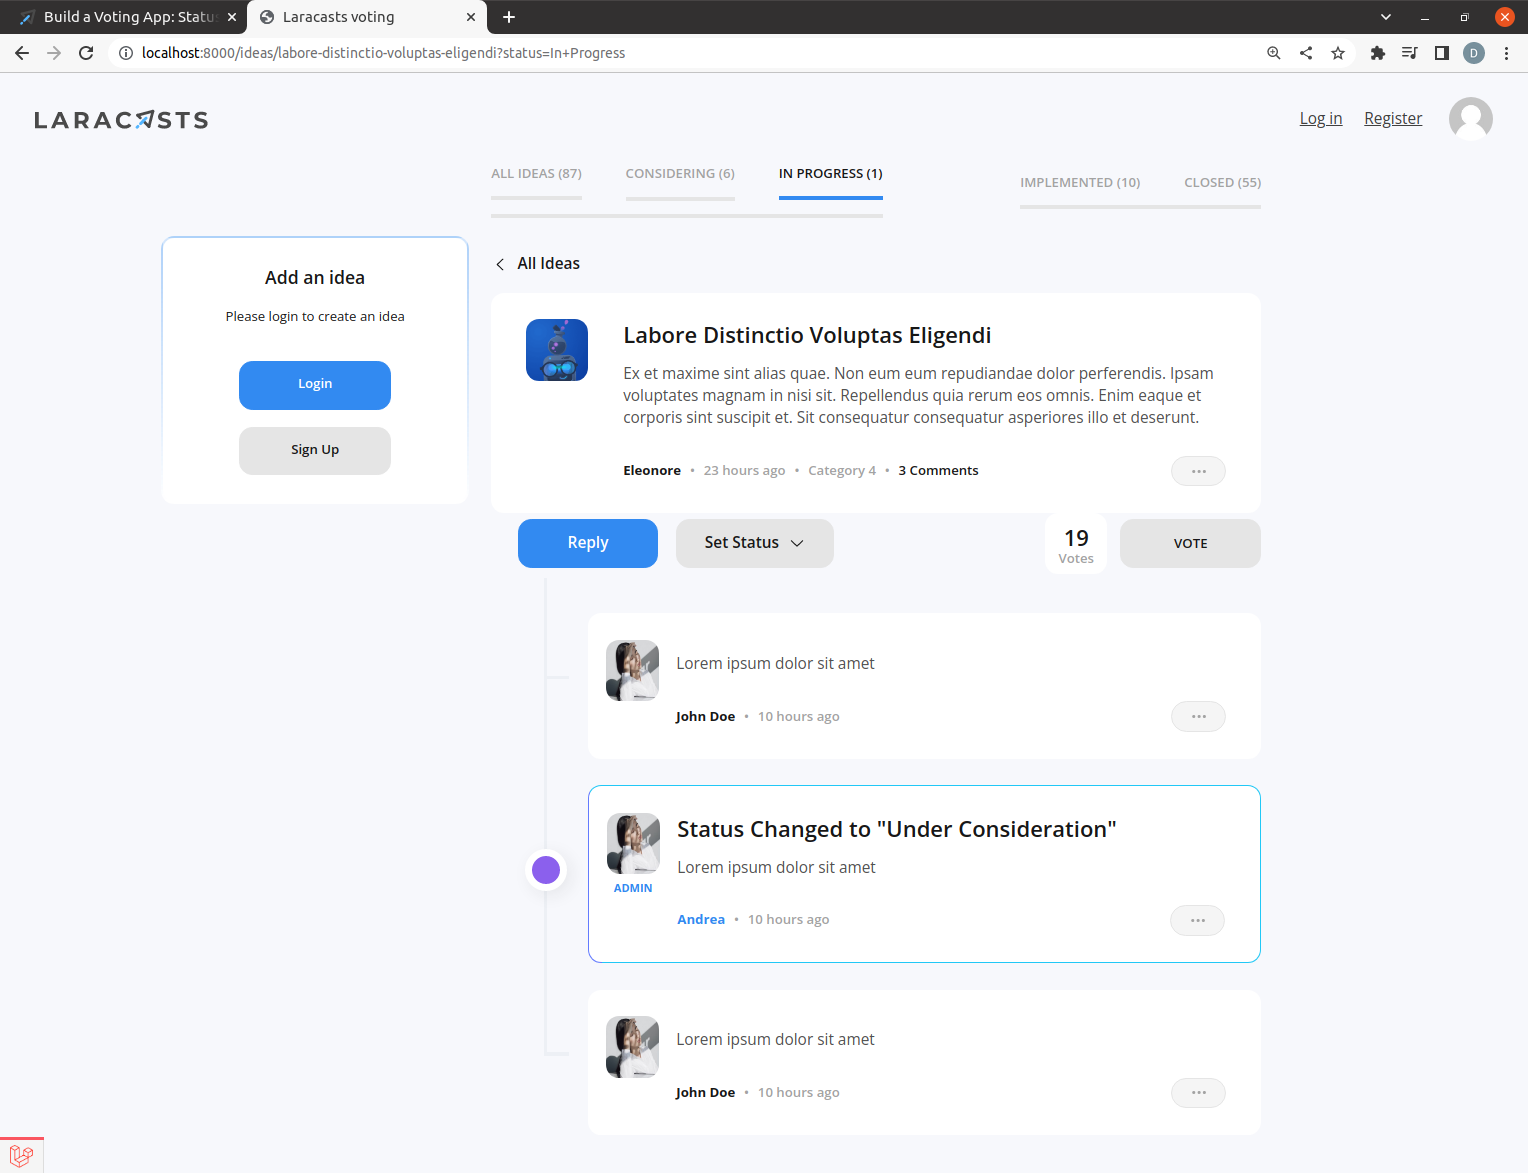 Build a Voting App: Statu
Laracasts voting
localhost:8000/ideas/labore-distinctio-voluptas-eligendi?status=In+Progress
D
LARACASTS
Log in
Register
ALL IDEAS (87)
CONSIDERING (6)
IN PROGRESS (1)
IMPLEMENTED (10)
CLOSED (55)
Add an idea
Please login to create an idea
Login
Sign Up
All Ideas
Labore Distinctio Voluptas Eligendi
Ex et maxime sint alias quae. Non eum eum repudiandae dolor perferendis. Ipsam
voluptates magnam in nisi sit. Repellendus quia rerum eos omnis. Enim eaque et
corporis sint suscipit et. Sit consequatur consequatur asperiores illo et deserunt.
Eleonore • 23 hours ago • Category 4 • 3 Comments
Reply
Set Status
19
Votes
VOTE
Lorem ipsum dolor sit amet
John Doe • 10 hours ago
Status Changed to "Under Consideration"
Lorem ipsum dolor sit amet
ADMIN
Andrea • 10 hours ago
Lorem ipsum dolor sit amet
John Doe • 10 hours ago